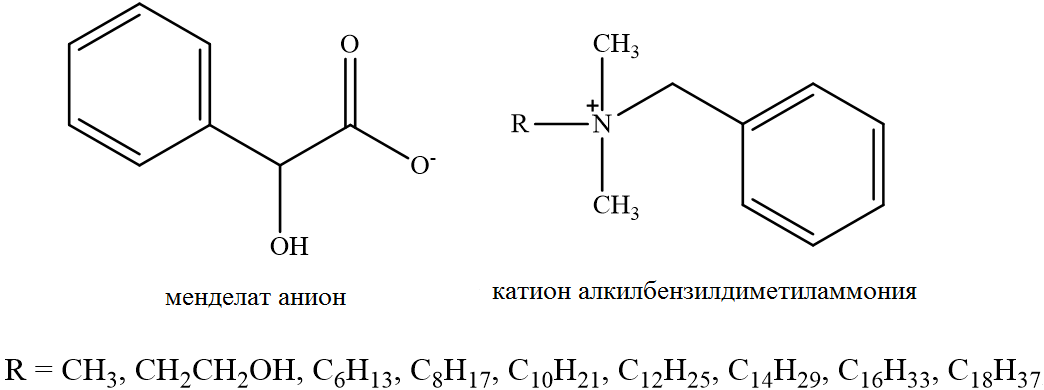 O
O-
OH
CH3
R
N
+
CH3
менделат анион
катион алкилбензилдиметиламмония
R = CH3, CH2CH2OH, C6H13, C8H17, C10H21, C12H25, C14H29, C16H33, C18H37